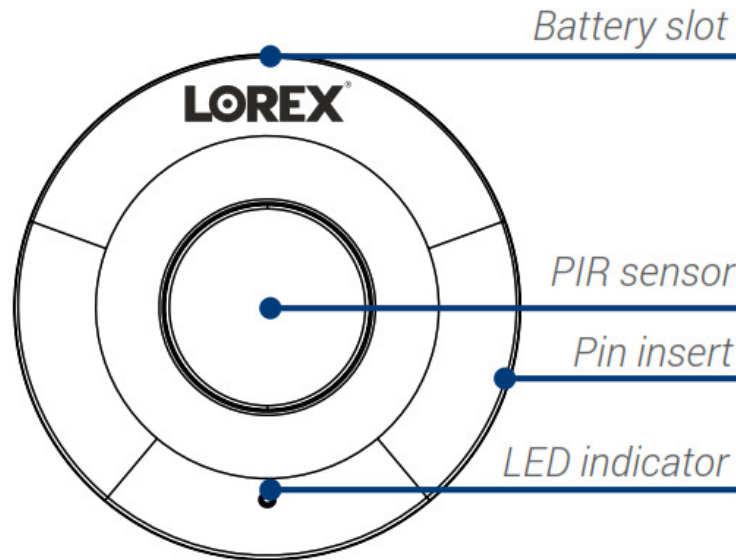 Battery slot
LOREX®
PIR sensor
Pin insert
LED indicator